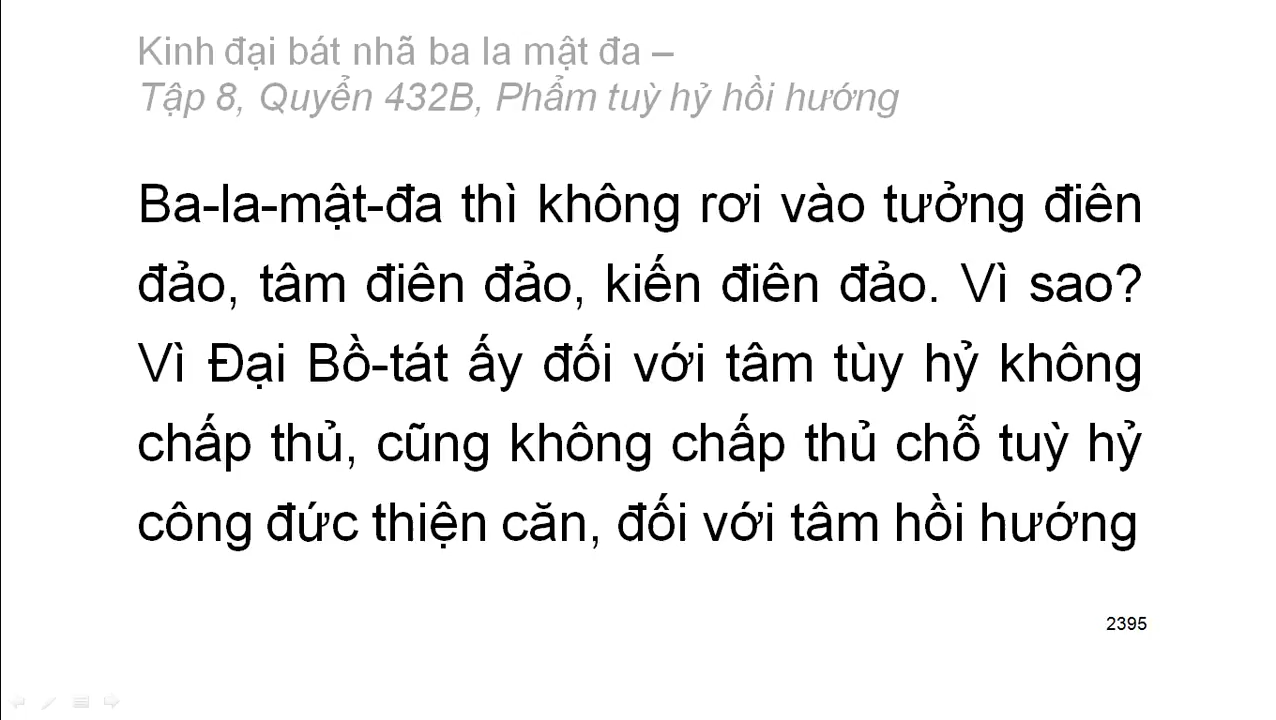 Kinh đại bát nhã ba la mật đa –
Tập 8, Quyển 432B, Phẩm tuỳ hỷ hồi hướng
Ba-la-mật-đa thì không rơi vào tưởng điên
đảo, tâm điên đảo, kiến điên đảo. Vì sao?
Vì Đại Bồ-tát ấy đối với tâm tùy hỷ không
chấp thủ, cũng không chấp thủ chỗ tuỳ hỷ
công đức thiện căn, đối với tâm hồi hướng
2395